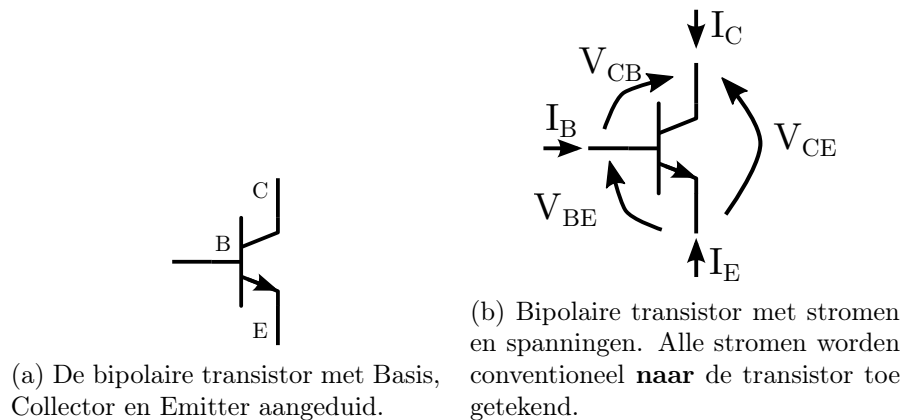 C
B
E
(a) De bipolaire transistor met Basis,
Collector en Emitter aangeduid.
I_C
V_CB
I_B
V_CE
V_BE
I_E
(b) Bipolaire transistor met stromen
en spanningen. Alle stromen worden
conventioneel naar de transistor toe
getekend.